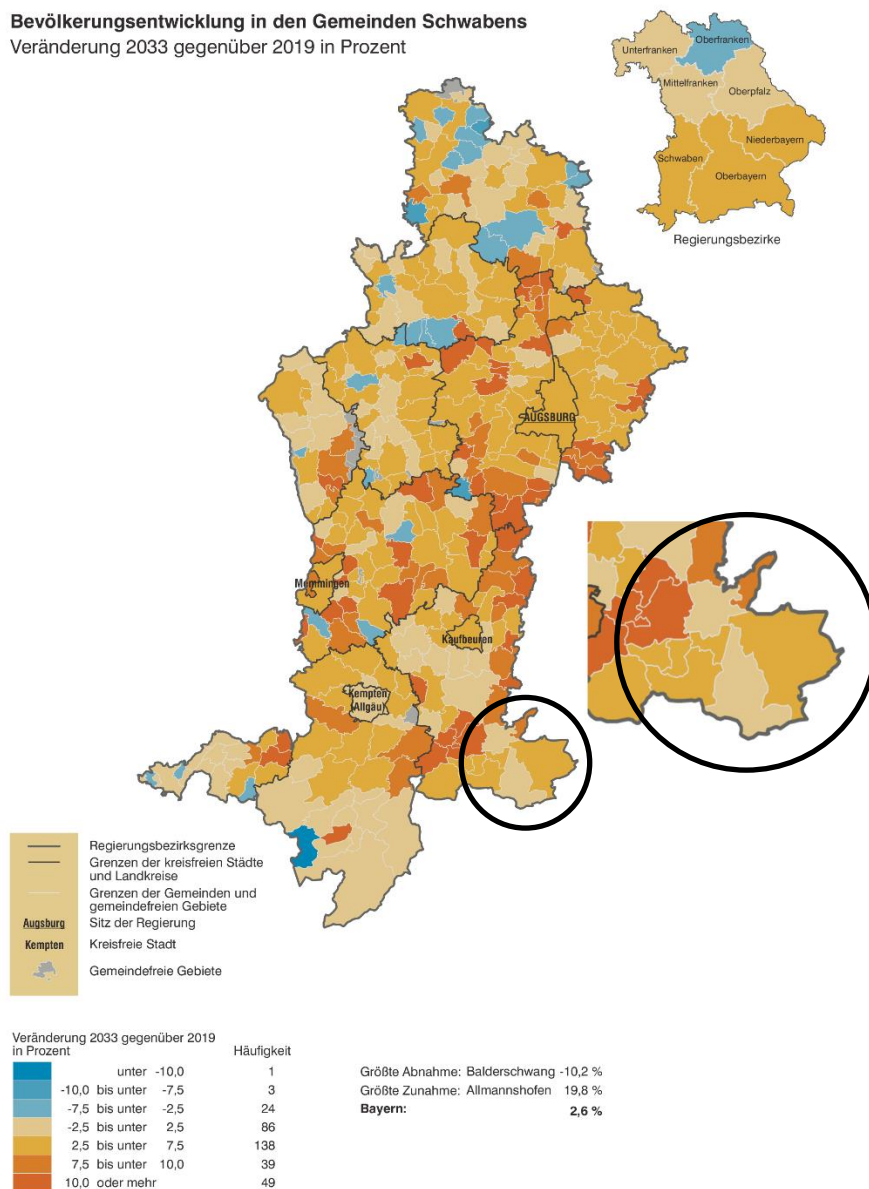 Bevölkerungsentwicklung in den Gemeinden Schwabens
Veränderung 2033 gegenüber 2019 in Prozent
Oberfranken
Unterfranken
Mittelfranken
Oberpfalz
Niederbayern
Schwaben
Oberbayern
Regierungsbezirke
AUGSBURG
Memmingen
Kaufbeuren
Kempten
(Allgäu)
Regierungsbezirksgrenze
Grenzen der kreisfreien Städte
und Landkreise
Grenzen der Gemeinden und
gemeindefreien Gebiete
Augsburg Sitz der Regierung
Kempten Kreisfreie Stadt
Gemeindefreie Gebiete
Veränderung 2033 gegenüber 2019
in Prozent Häufigkeit
unter -10,0 1
-10,0 bis unter -7,5 3
-7,5 bis unter -2,5 24
-2,5 bis unter 2,5 86
2,5 bis unter 7,5 138
7,5 bis unter 10,0 39
10,0 oder mehr 49
Größte Abnahme: Balderschwang -10,2 %
Größte Zunahme: Allmannshofen 19,8 %
Bayern: 2,6 %